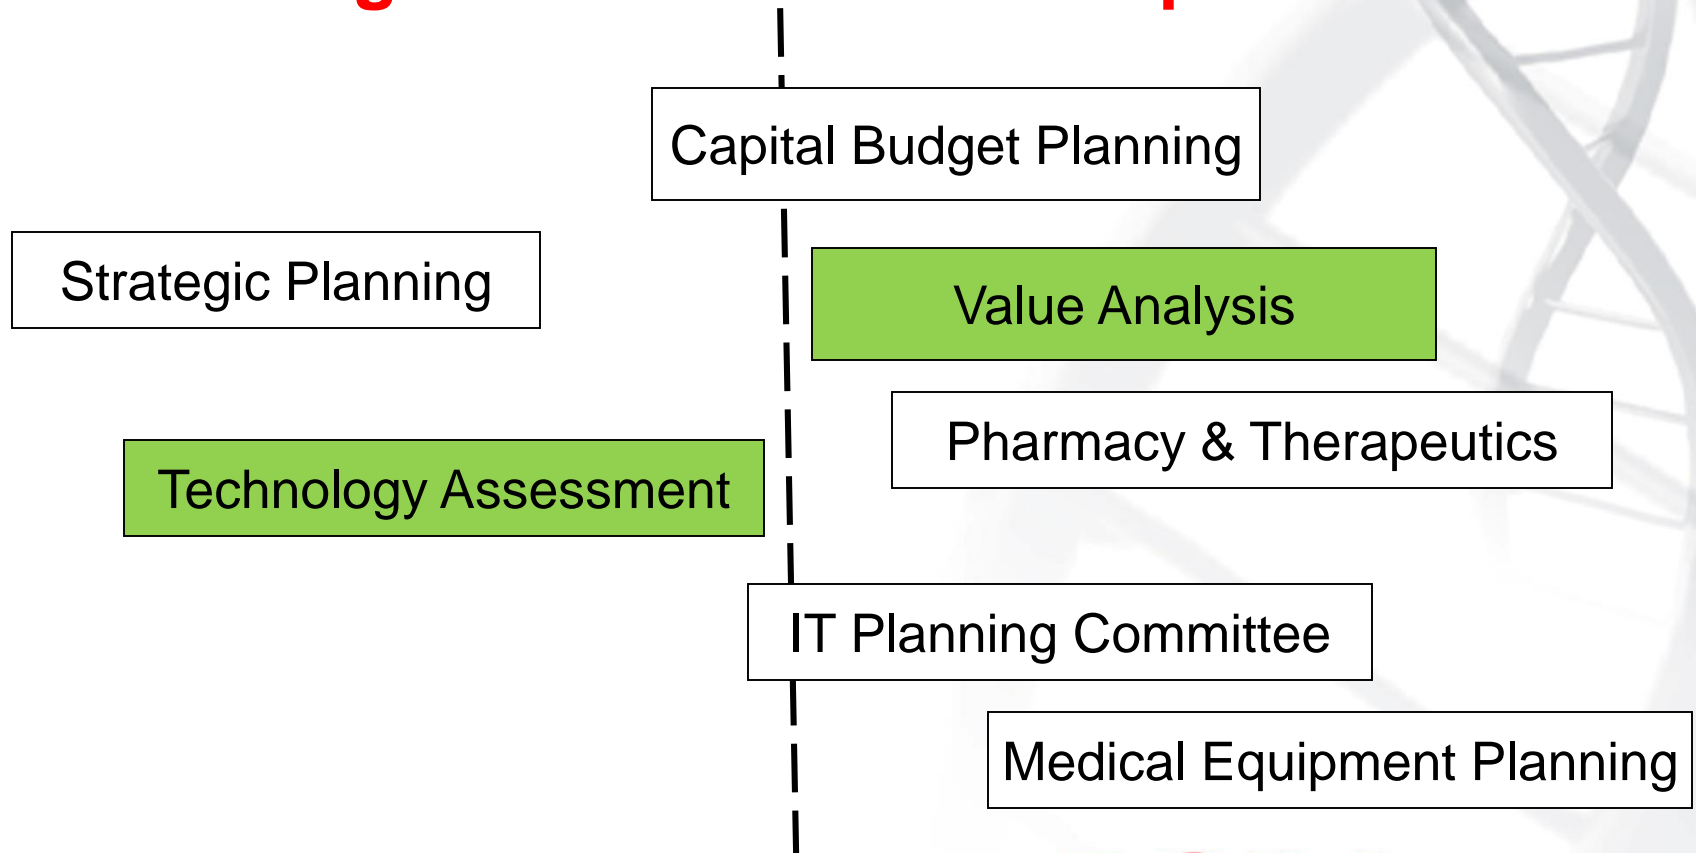 Capital Budget Planning
Strategic Planning
Value Analysis
Pharmacy & Therapeutics
Technology Assessment
IT Planning Committee
Medical Equipment Planning